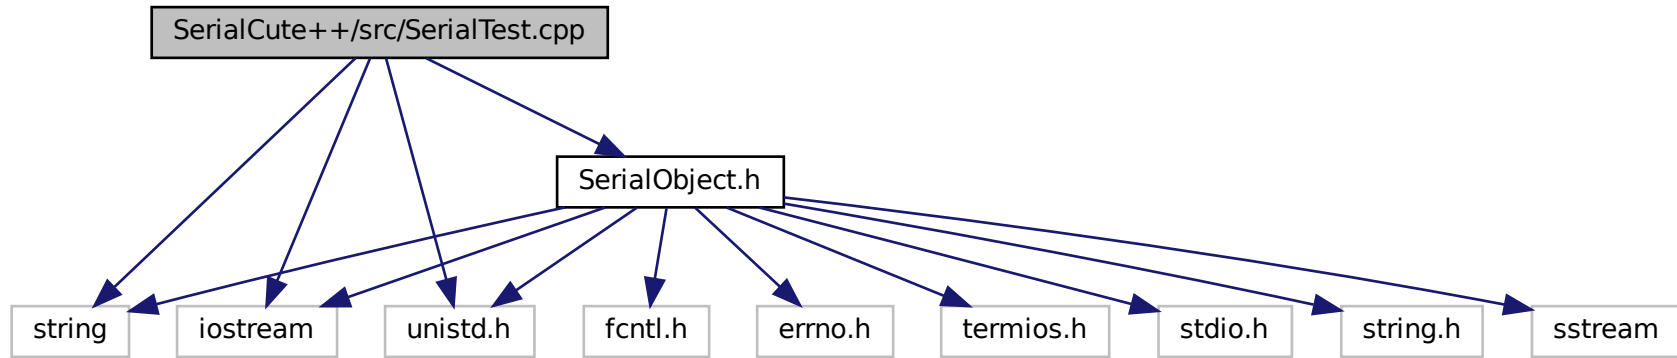 SerialCute++/src/SerialTest.cpp
SerialObject.h
string
iostream
unistd.h
fcntl.h
errno.h
termios.h
stdio.h
string.h
sstream